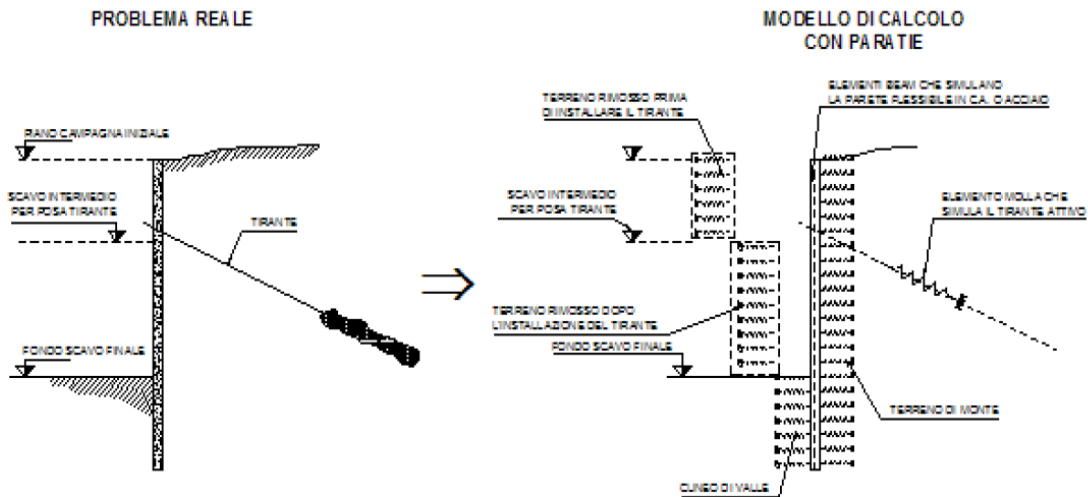 PROBLEMA REALE
PIANO CAMPAGNA INIZIALE
SCAVO INTERMEDIO
PER POSA TIRANTE
TIRANTE
FONDO SCAVO FINALE
MODELLO DI CALCOLO
CON PARATIE
TERRENO RIMOSSO PRIMA
DI INSTALLARE IL TIRANTE
ELEMENTI BEAM CHE SIMULANO
LA PARETE FLESSIBILE IN C.A. O ACCIAIO
SCAVO INTERMEDIO
PER POSA TIRANTE
ELEMENTO MOLLA CHE
SIMULA IL TIRANTE ATTIVO
TERRENO RIMOSSO DOPO
L'INSTALLAZIONE DEL TIRANTE
FONDO SCAVO FINALE
TERRENO DI MONTE
CUNEO DI VALLE